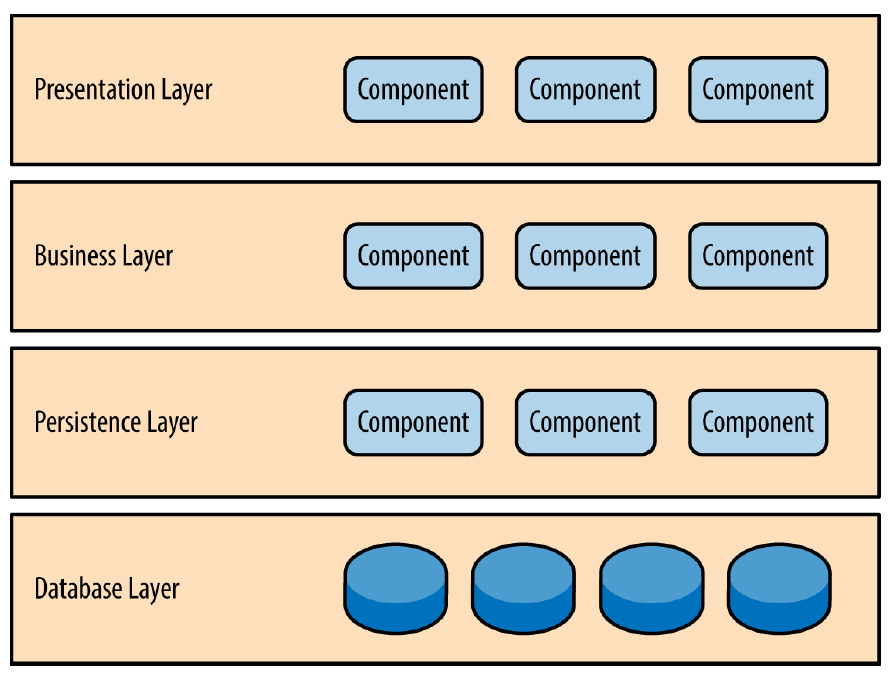 Presentation Layer
Component
Component
Component
Business Layer
Component
Component
Component
Persistence Layer
Component
Component
Component
Database Layer